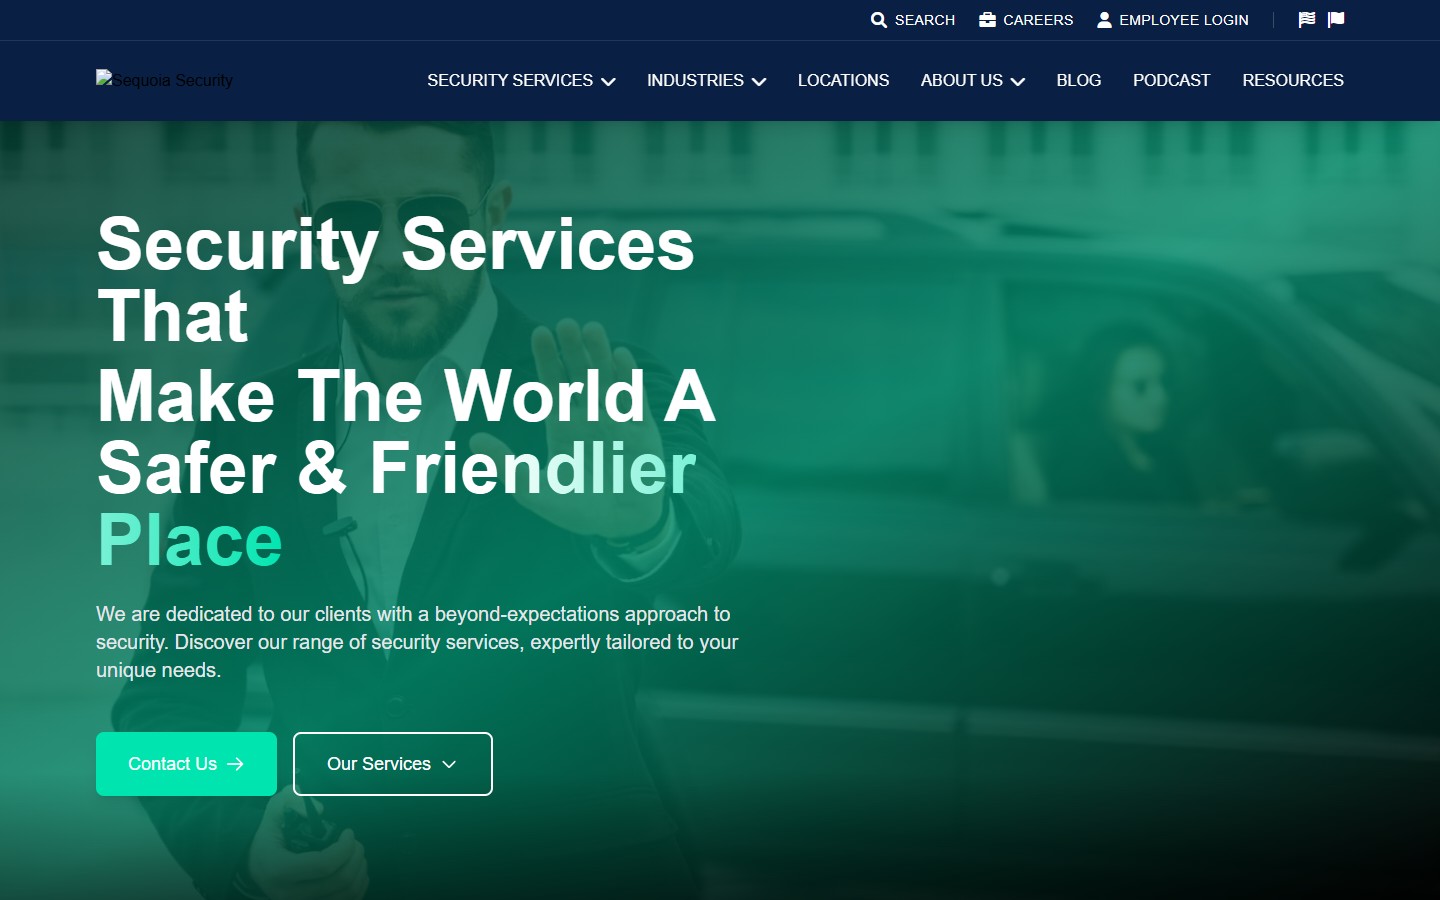 SEARCH
CAREERS
EMPLOYEE LOGIN
Sequoia Security
SECURITY SERVICES
INDUSTRIES
LOCATIONS
ABOUT US
BLOG
PODCAST
RESOURCES
Security Services
That
Make The World A
Safer & Friendlier
Place
We are dedicated to our clients with a beyond-expectations approach to
security. Discover our range of security services, expertly tailored to your
unique needs.
Contact Us
Our Services